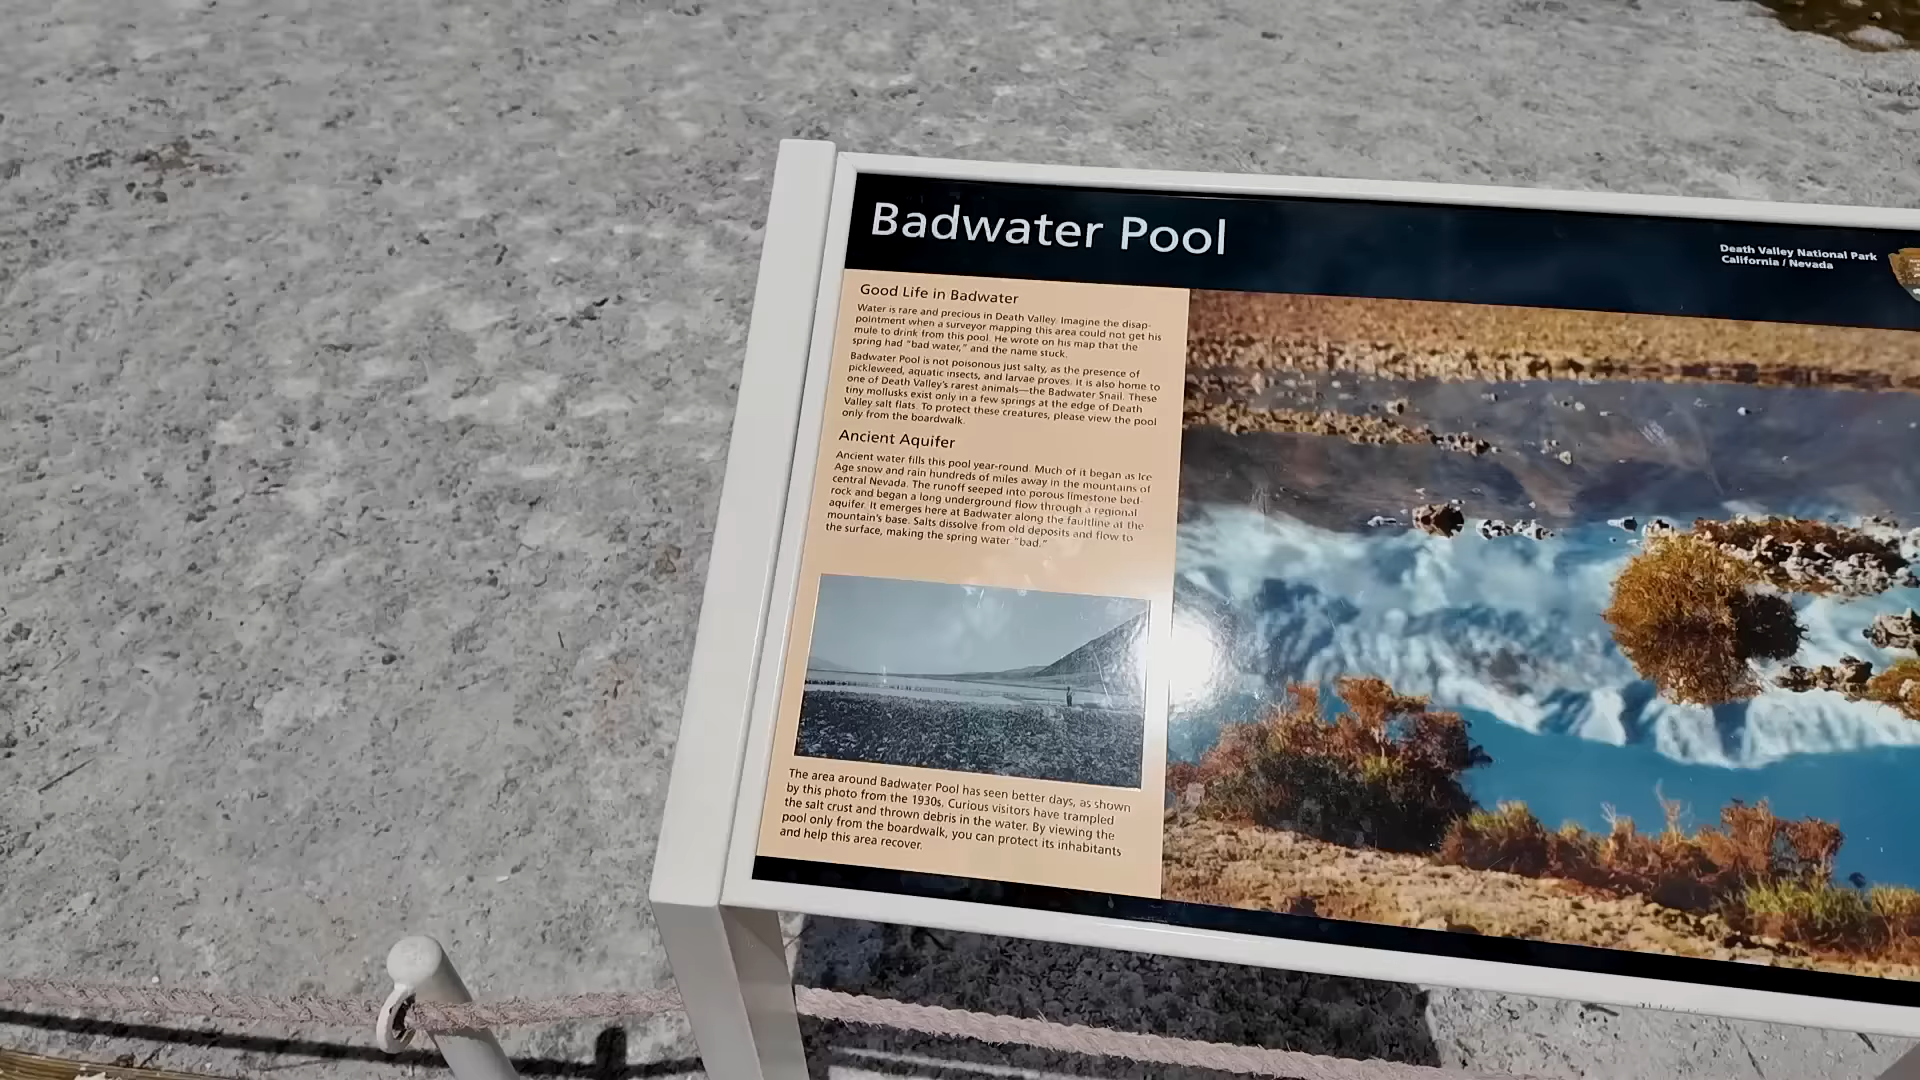 Badwater Pool
Death Valley National Park
California / Nevada
Good Life in Badwater
Water is rare and precious in Death Valley. Imagine the disap-
pointment when a surveyor mapping this area could not get his
mule to drink from this pool. He wrote on his map that the
spring had "bad water," and the name stuck.
Badwater Pool is not poisonous just salty, as the presence of
pickleweed, aquatic insects, and larvae proves. It is also home to
one of Death Valley's rarest animals—the Badwater Snail. These
tiny mollusks exist only in a few springs at the edge of Death
Valley salt flats. To protect these creatures, please view the pool
only from the boardwalk.
Ancient Aquifer
Ancient water fills this pool year-round. Much of it began as Ice
Age snow and rain hundreds of miles away in the mountains of
central Nevada. The runoff seeped into porous limestone bed-
rock and began a long underground flow through a regional
aquifer. It emerges here at Badwater along the faultline at the
mountain's base. Salts dissolve from old deposits and flow to
the surface, making the spring water "bad."
The area around Badwater Pool has seen better days, as shown
by this photo from the 1930s. Curious visitors have trampled
the salt crust and thrown debris in the water. By viewing the
pool only from the boardwalk, you can protect its inhabitants
and help this area recover.